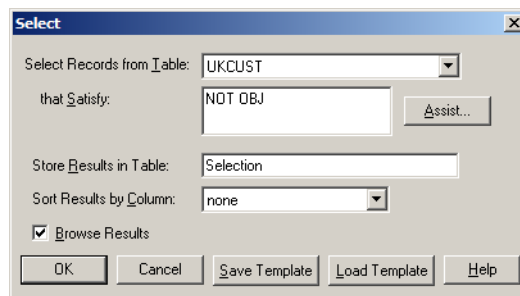 Select
Select Records from Table: UKCUST
that Satisfy: NOT OBJ
Assist...
Store Results in Table: Selection
Sort Results by Column: none
Browse Results
OK Cancel Save Template Load Template Help